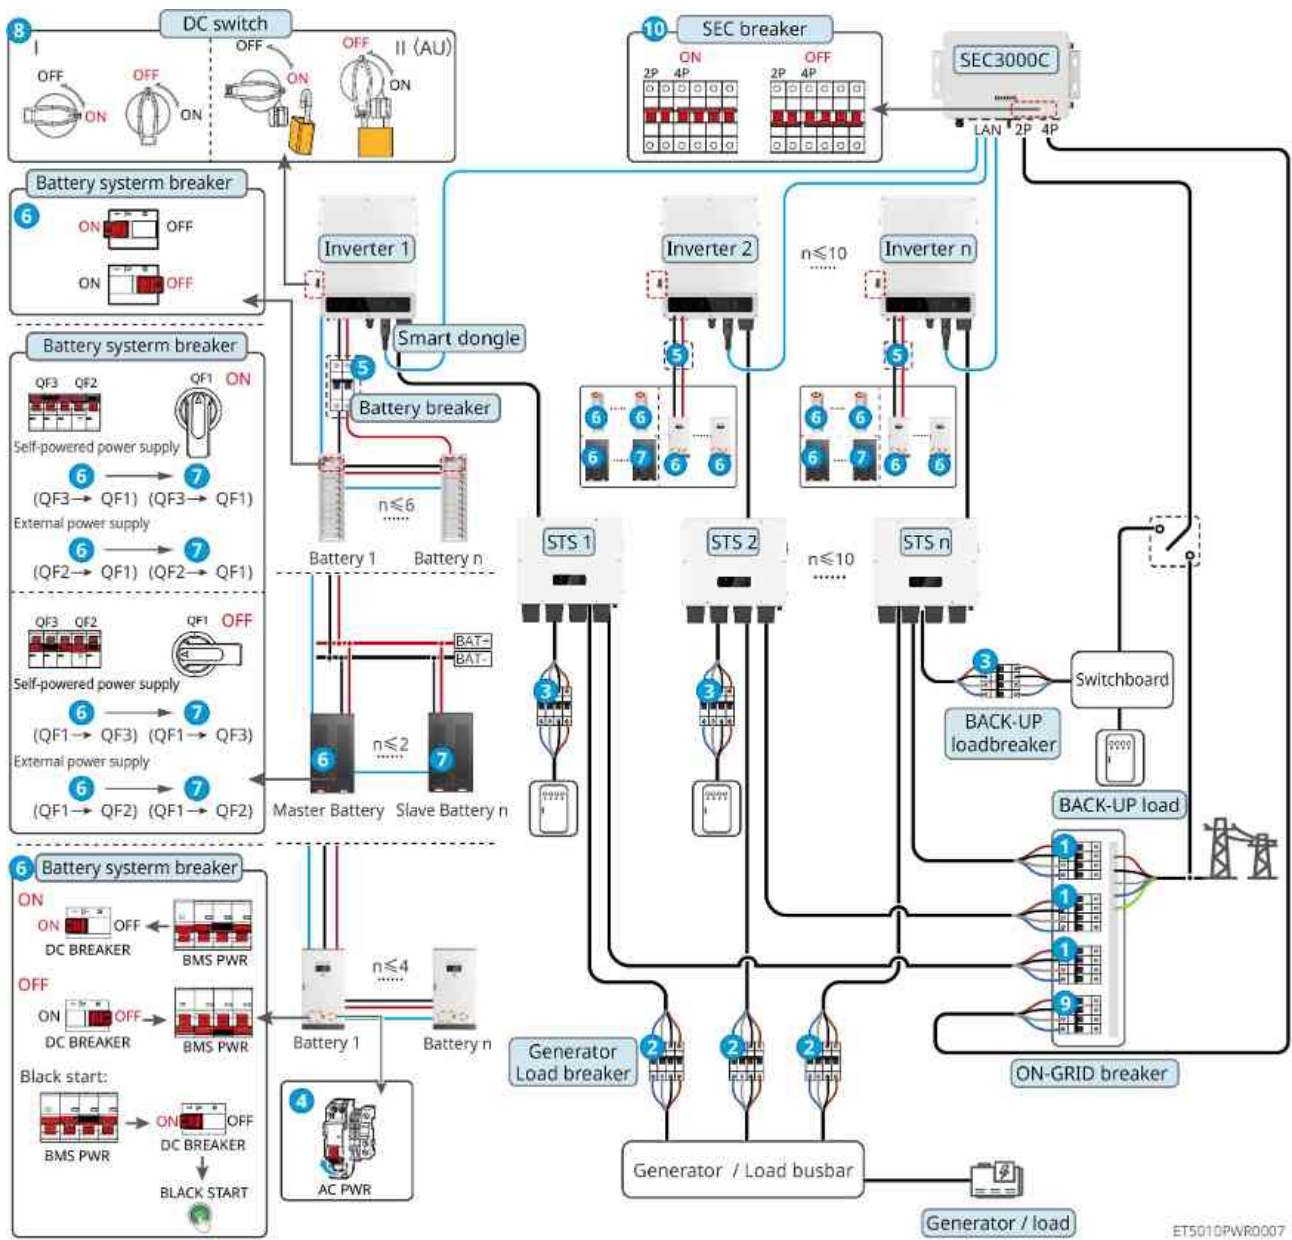 8
DC switch
I
OFF
ON
OFF
ON
OFF
ON
OFF
ON
II (AU)
10
SEC breaker
ON
OFF
2P 4P
2P 4P
SEC3000C
LAN 2P 4P
Battery systerm breaker
6
ON
OFF
ON
OFF
Inverter 1
Inverter 2
n≤10
......
Inverter n
Smart dongle
5
Battery breaker
5
5
6
6
6
7
6
6
6
6
6
7
6
6
Battery systerm breaker
QF3 QF2
QF1
ON
Self-powered power supply
6
7
(QF3→ QF1) (QF3→ QF1)
External power supply
6
7
(QF2→ QF1) (QF2→ QF1)
QF3 QF2
QF1
OFF
Self-powered power supply
6
7
(QF1→ QF3) (QF1→ QF3)
External power supply
6
7
(QF1→ QF2) (QF1→ QF2)
n≤6
......
Battery 1
Battery n
BAT+
BAT-
6
n≤2
......
7
Master Battery
Slave Battery n
STS 1
STS 2
n≤10
......
STS n
3
3
3
Switchboard
BACK-UP
loadbreaker
BACK-UP load
1
1
1
9
ON-GRID breaker
6
Battery systerm breaker
ON
ON
OFF
DC BREAKER
BMS PWR
OFF
ON
OFF
DC BREAKER
BMS PWR
Black start:
BMS PWR
ON
OFF
DC BREAKER
BLACK START
n≤4
......
Battery 1
Battery n
4
AC PWR
Generator
Load breaker
2
2
2
Generator / Load busbar
Generator / load
ET5010PWR0007